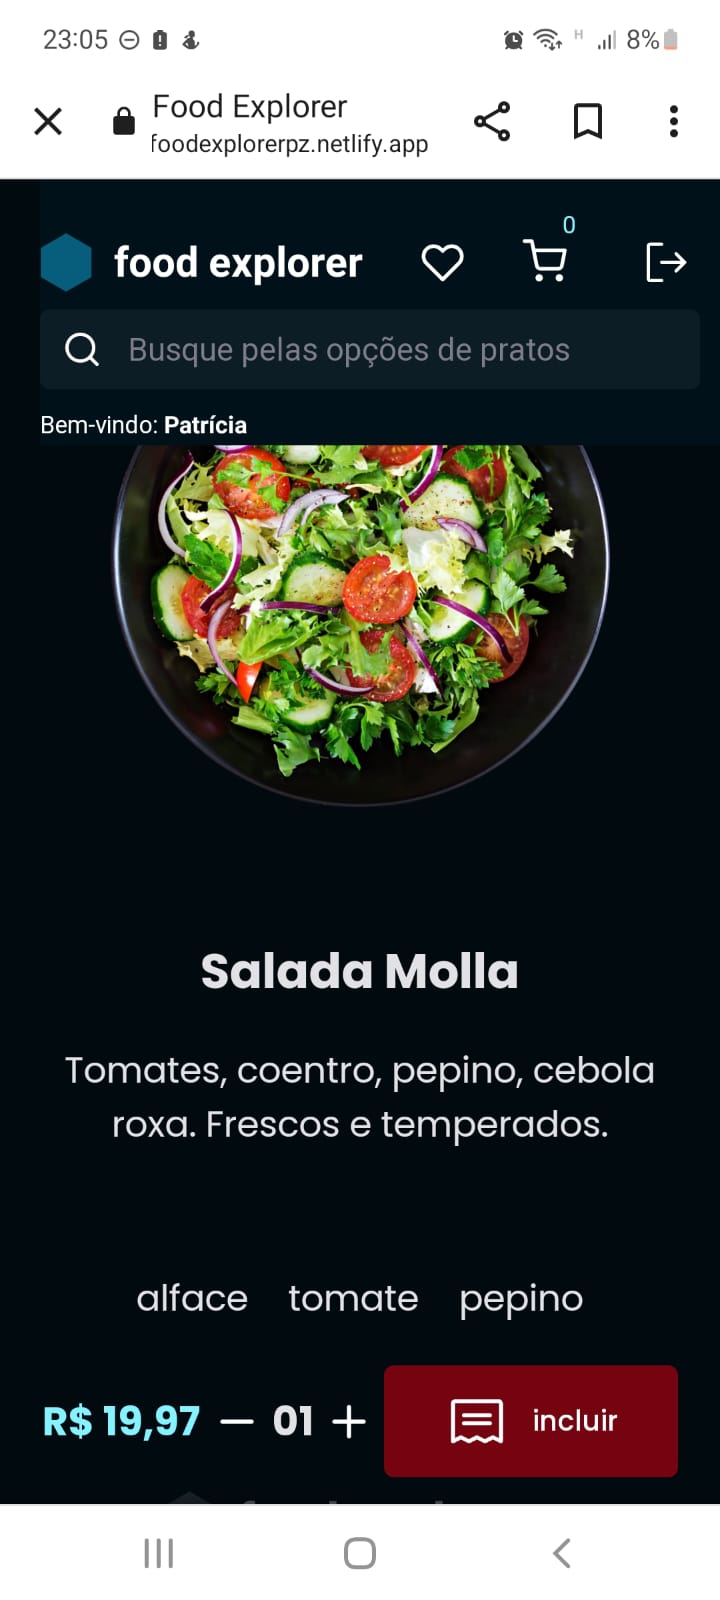 23:05
H
8%
Food Explorer
foodexplorerpz.netlify.app
0
food explorer
Busque pelas opções de pratos
Bem-vindo: Patrícia
Salada Molla
Tomates, coentro, pepino, cebola
roxa. Frescos e temperados.
alface tomate pepino
R$ 19,97 — 01 + incluir